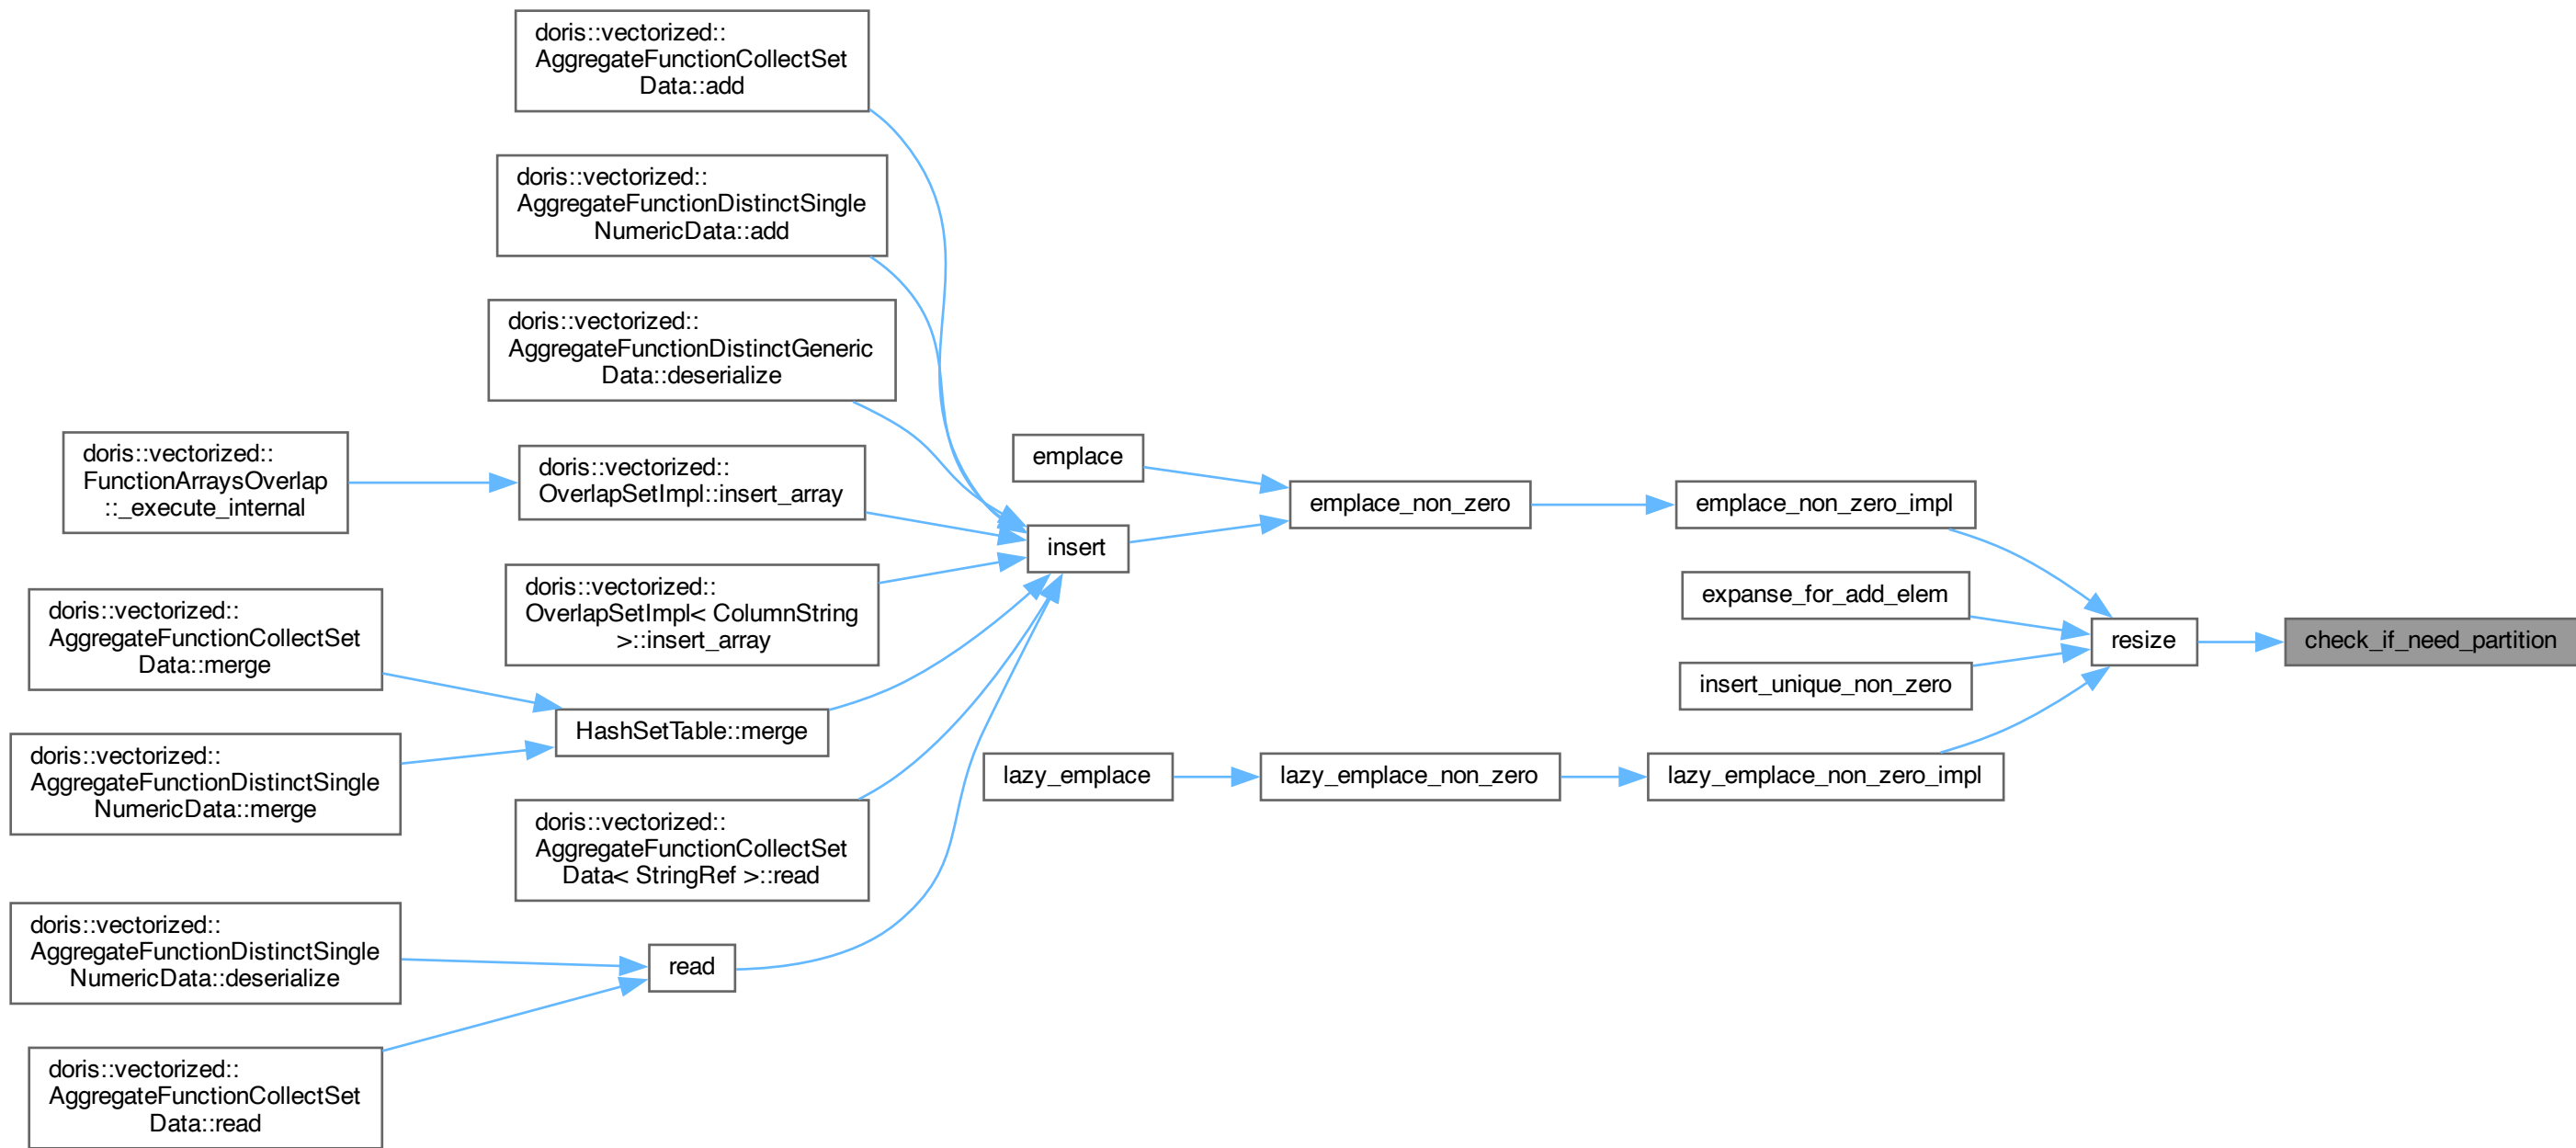 doris::vectorized::
AggregateFunctionCollectSet
Data::add
doris::vectorized::
AggregateFunctionDistinctSingle
NumericData::add
doris::vectorized::
AggregateFunctionDistinctGeneric
Data::deserialize
doris::vectorized::
FunctionArraysOverlap
::_execute_internal
doris::vectorized::
OverlapSetImpl::insert_array
emplace
emplace_non_zero
emplace_non_zero_impl
insert
doris::vectorized::
OverlapSetImpl< ColumnString
>::insert_array
expanse_for_add_elem
resize
check_if_need_partition
insert_unique_non_zero
doris::vectorized::
AggregateFunctionCollectSet
Data::merge
HashSetTable::merge
doris::vectorized::
AggregateFunctionDistinctSingle
NumericData::merge
lazy_emplace
lazy_emplace_non_zero
lazy_emplace_non_zero_impl
doris::vectorized::
AggregateFunctionCollectSet
Data< StringRef >::read
doris::vectorized::
AggregateFunctionDistinctSingle
NumericData::deserialize
read
doris::vectorized::
AggregateFunctionCollectSet
Data::read